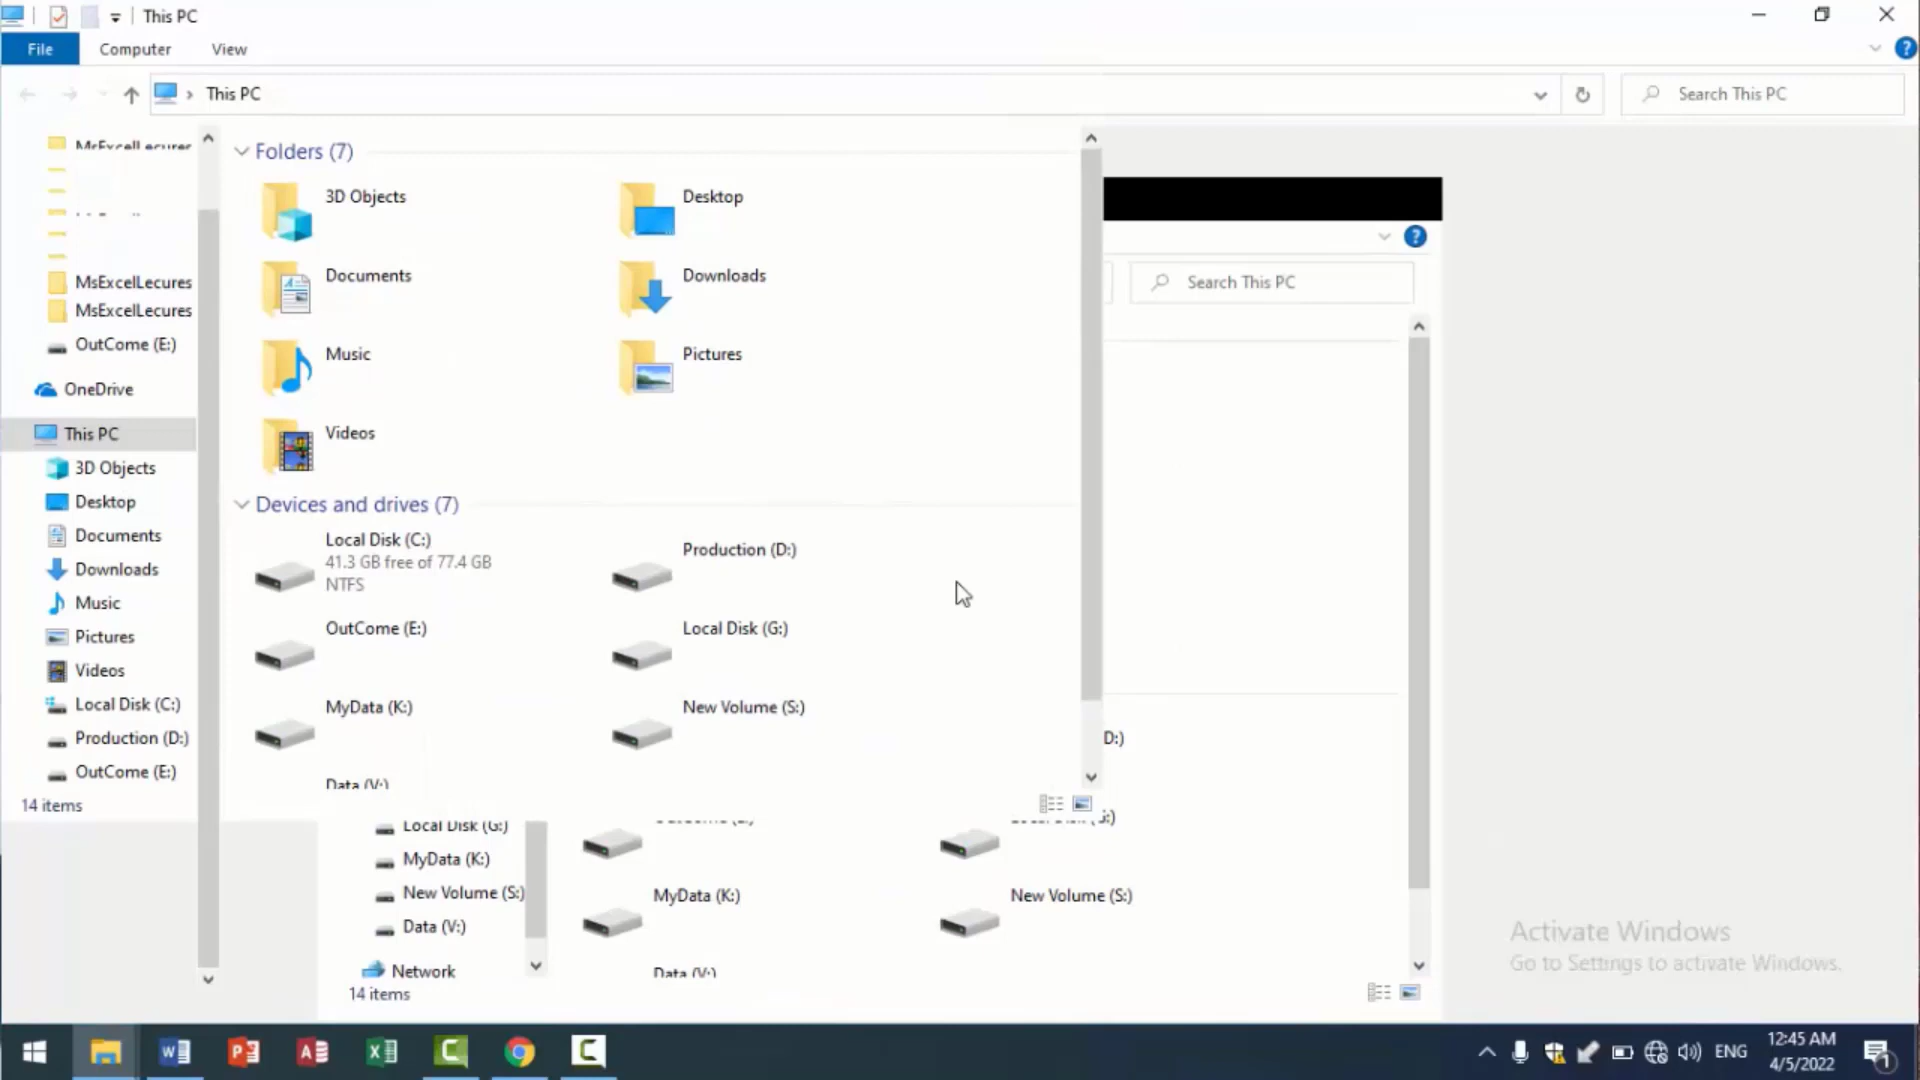 This PC
File Computer View
This PC
Search This PC
MsExcelLecures
MsExcelLecures
MsExcelLecures
OutCome (E:)
OneDrive
This PC
3D Objects
Desktop
Documents
Downloads
Music
Pictures
Videos
Local Disk (C:)
Production (D:)
OutCome (E:)
14 items
Folders (7)
3D Objects
Desktop
Documents
Downloads
Music
Pictures
Videos
Devices and drives (7)
Local Disk (C:)
41.3 GB free of 77.4 GB
NTFS
Production (D:)
OutCome (E:)
Local Disk (G:)
MyData (K:)
New Volume (S:)
Data (V:)
Search This PC
D:)
Local Disk (G:)
MyData (K:)
New Volume (S:)
Data (V:)
Network
14 items
MyData (K:)
New Volume (S:)
Data (V:)
Activate Windows
Go to Settings to activate Windows.
ENG
12:45 AM
4/5/2022
1